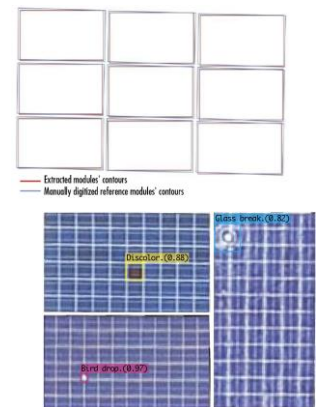 Extracted modules' contours
Manually digitized reference modules' contours
Discolor.(0.88)
Glass break.(0.82)
Bird drop.(0.97)